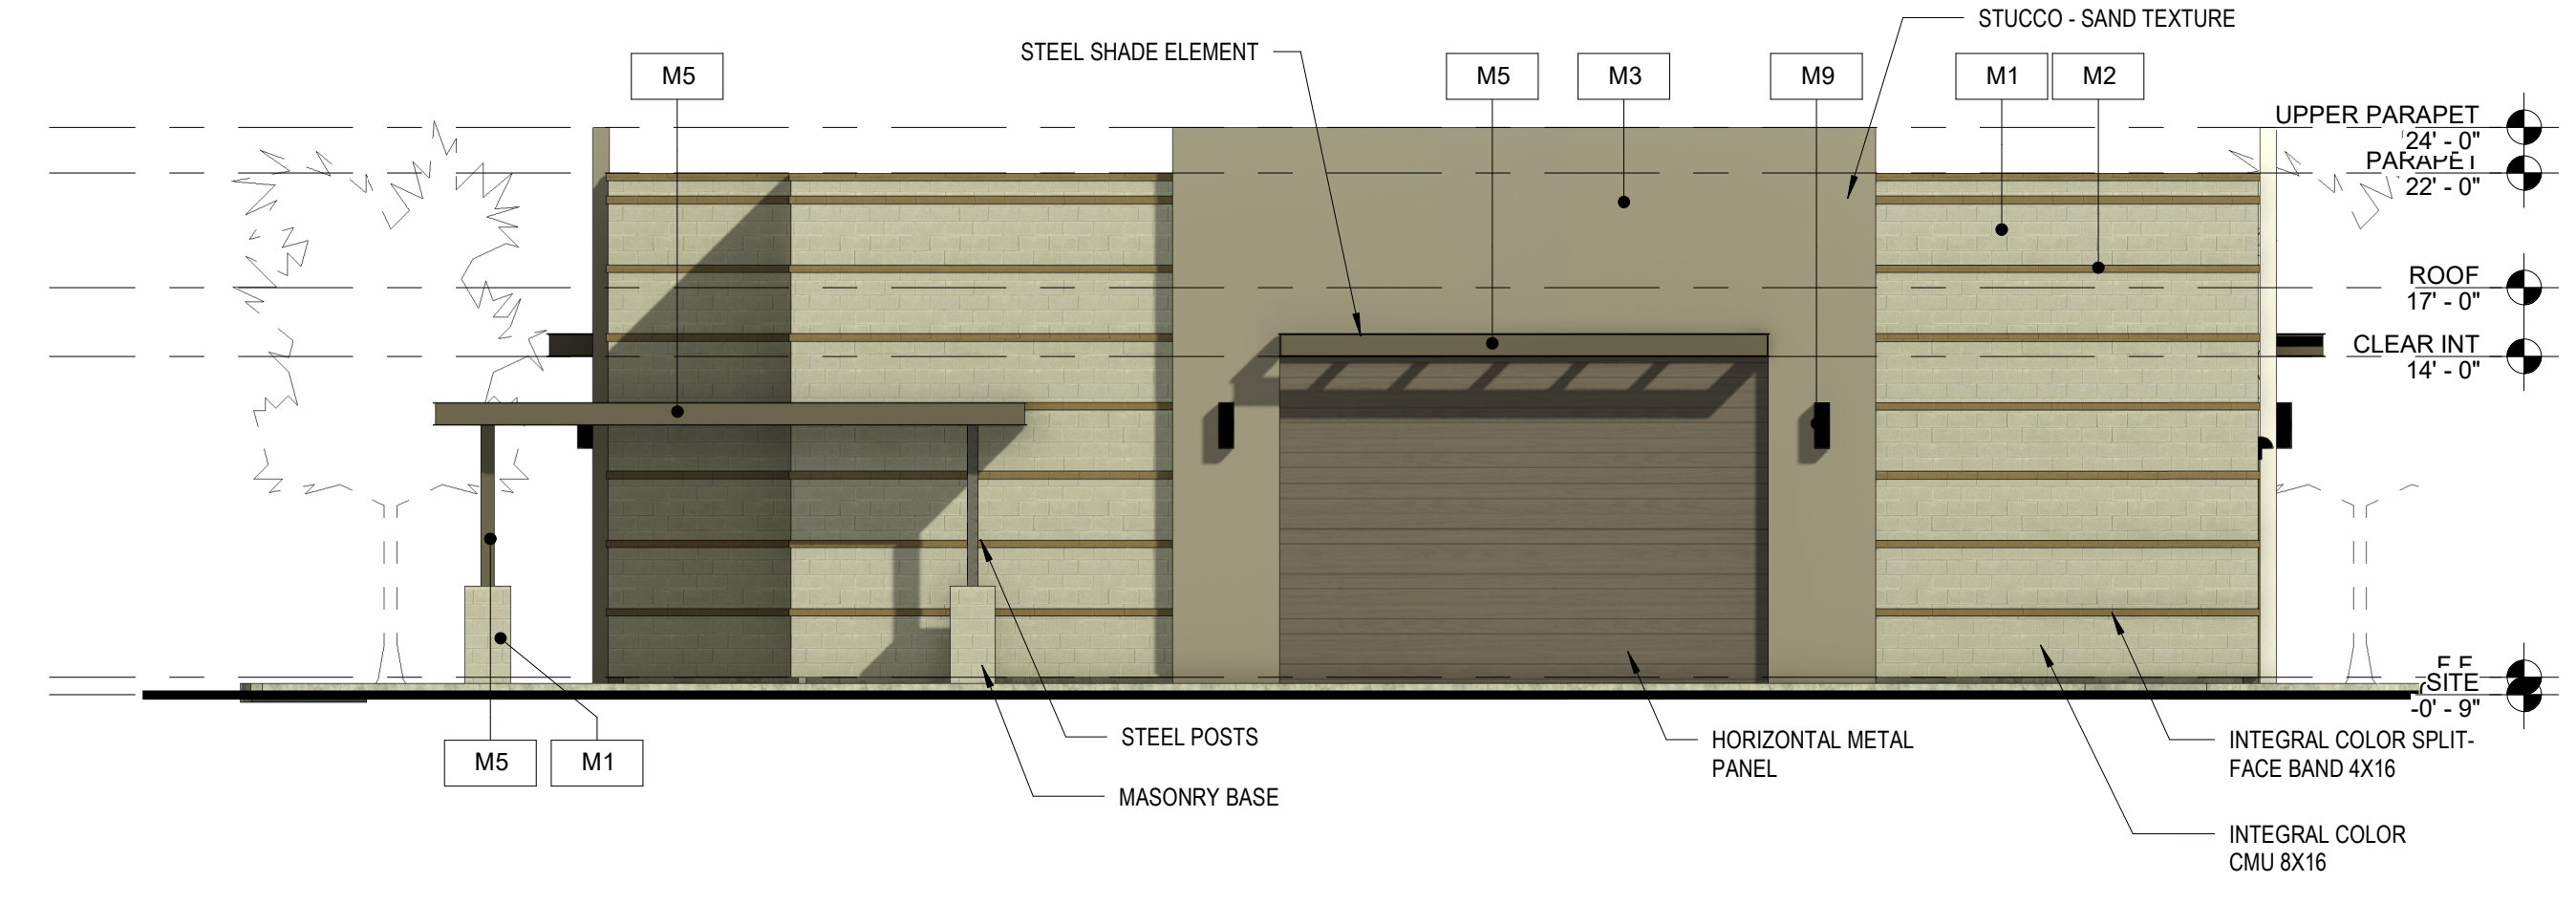 STUCCO - SAND TEXTURE
STEEL SHADE ELEMENT
M5
M5
M3
M9
M1
M2
UPPER PARAPET
24' - 0"
PARAPET
22' - 0"
ROOF
17' - 0"
CLEAR INT
14' - 0"
F.F.
SITE
-0' - 9"
M5
M1
STEEL POSTS
MASONRY BASE
HORIZONTAL METAL
PANEL
INTEGRAL COLOR SPLIT-
FACE BAND 4X16
INTEGRAL COLOR
CMU 8X16